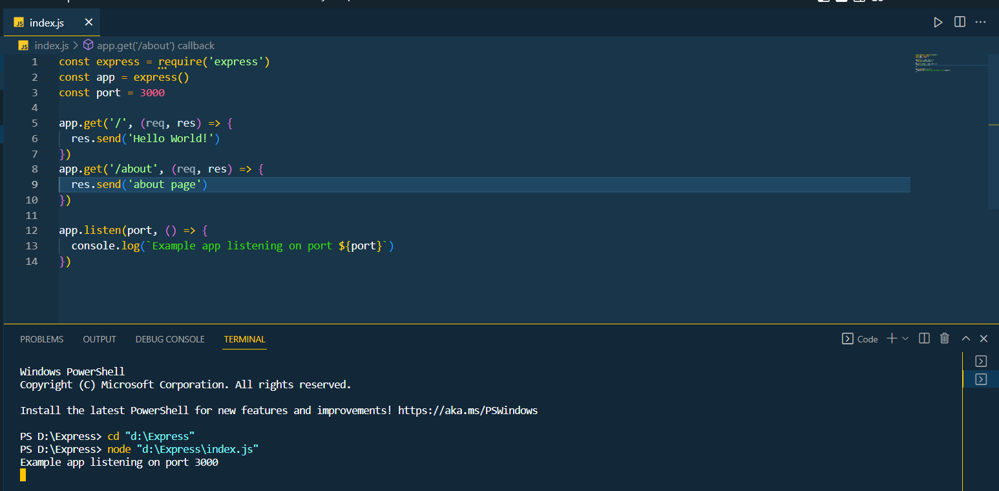 JS index.js
JS index.js > app.get('/about') callback
1 const express = require('express')
2 const app = express()
3 const port = 3000
4
5 app.get('/', (req, res) => {
6   res.send('Hello World!')
7 })
8 app.get('/about', (req, res) => {
9   res.send('about page')
10 })
11
12 app.listen(port, () => {
13   console.log(`Example app listening on port ${port}`)
14 })
PROBLEMS OUTPUT DEBUG CONSOLE TERMINAL Code
Windows PowerShell
Copyright (C) Microsoft Corporation. All rights reserved.
Install the latest PowerShell for new features and improvements! https://aka.ms/PSWindows
PS D:\Express> cd "d:\Express"
PS D:\Express> node "d:\Express\index.js"
Example app listening on port 3000